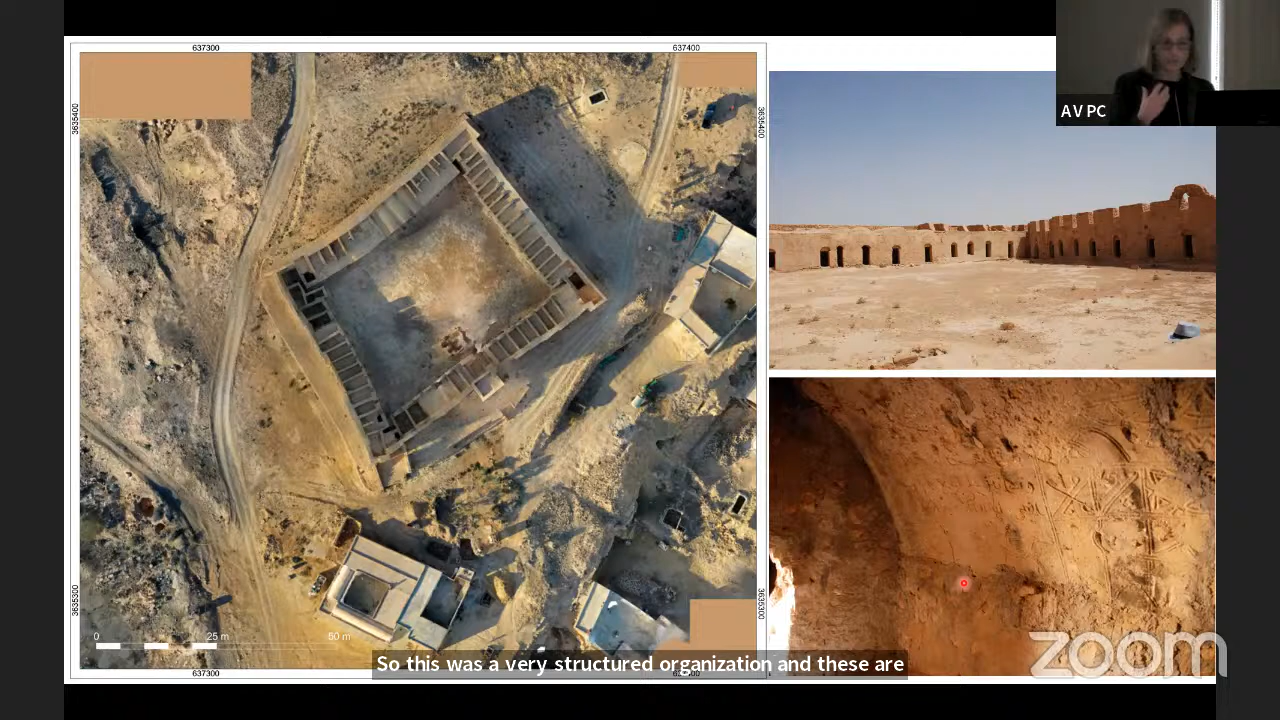 637300
637400
3635400
3635400
AV PC
3635300
3635300
0
25 m
50 m
So this was a very structured organization and these are
637300
637400
zoom